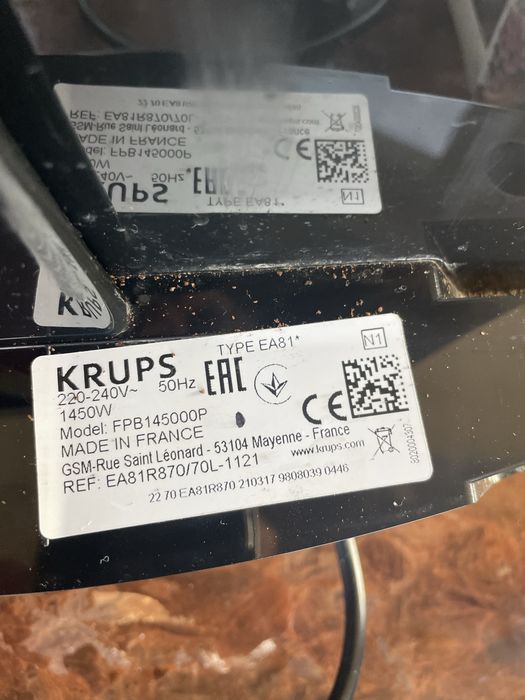 KRUPS
TYPE EA81*
N1
220-240V~ 50Hz
EAC
1450W
CE
Model: FPB145000P
MADE IN FRANCE
GSM-Rue Saint Léonard - 53104 Mayenne - France
www.krups.com
REF: EA81R870/70L-1121
22 70 EA81R870 210317 9808039 0446